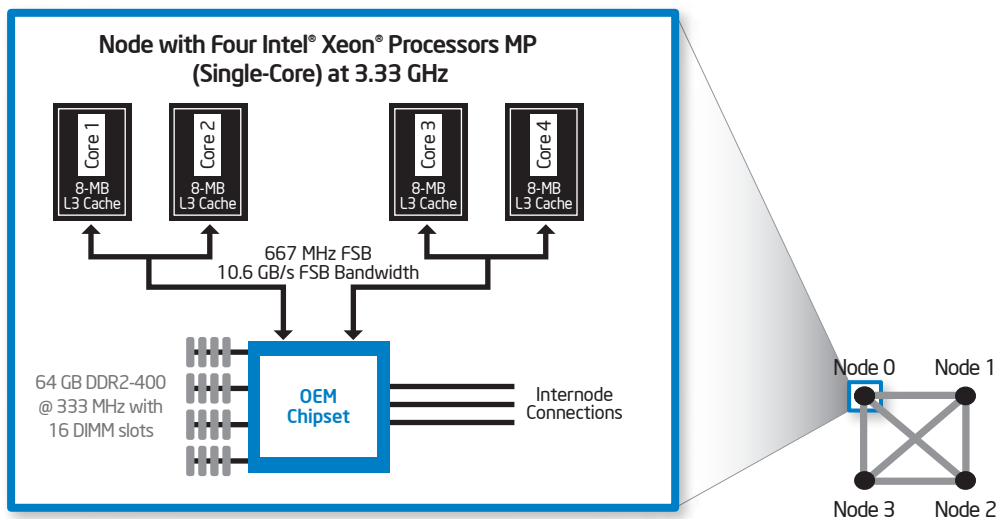 Node with Four Intel® Xeon® Processors MP
(Single-Core) at 3.33 GHz
Core 1
8-MB
L3 Cache
Core 2
8-MB
L3 Cache
Core 3
8-MB
L3 Cache
Core 4
8-MB
L3 Cache
667 MHz FSB
10.6 GB/s FSB Bandwidth
64 GB DDR2-400
@ 333 MHz with
16 DIMM slots
OEM
Chipset
Internode
Connections
Node 0
Node 1
Node 3
Node 2